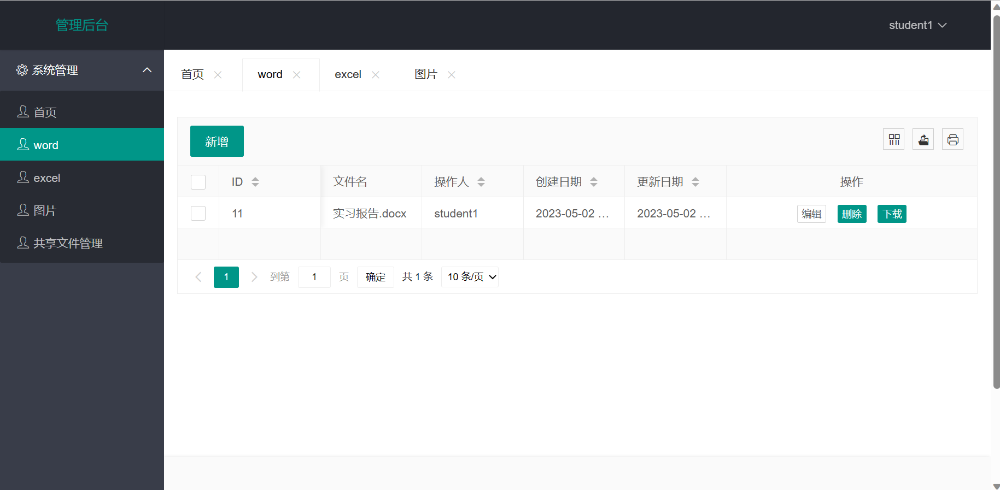 管理后台
student1
系统管理
首页
word
excel
图片
共享文件管理
首页 word excel 图片
新增
ID 文件名 操作人 创建日期 更新日期 操作
11 实习报告.docx student1 2023-05-02 ... 2023-05-02 ... 编辑 删除 下载
1 到第 1 页 确定 共 1 条 10 条/页